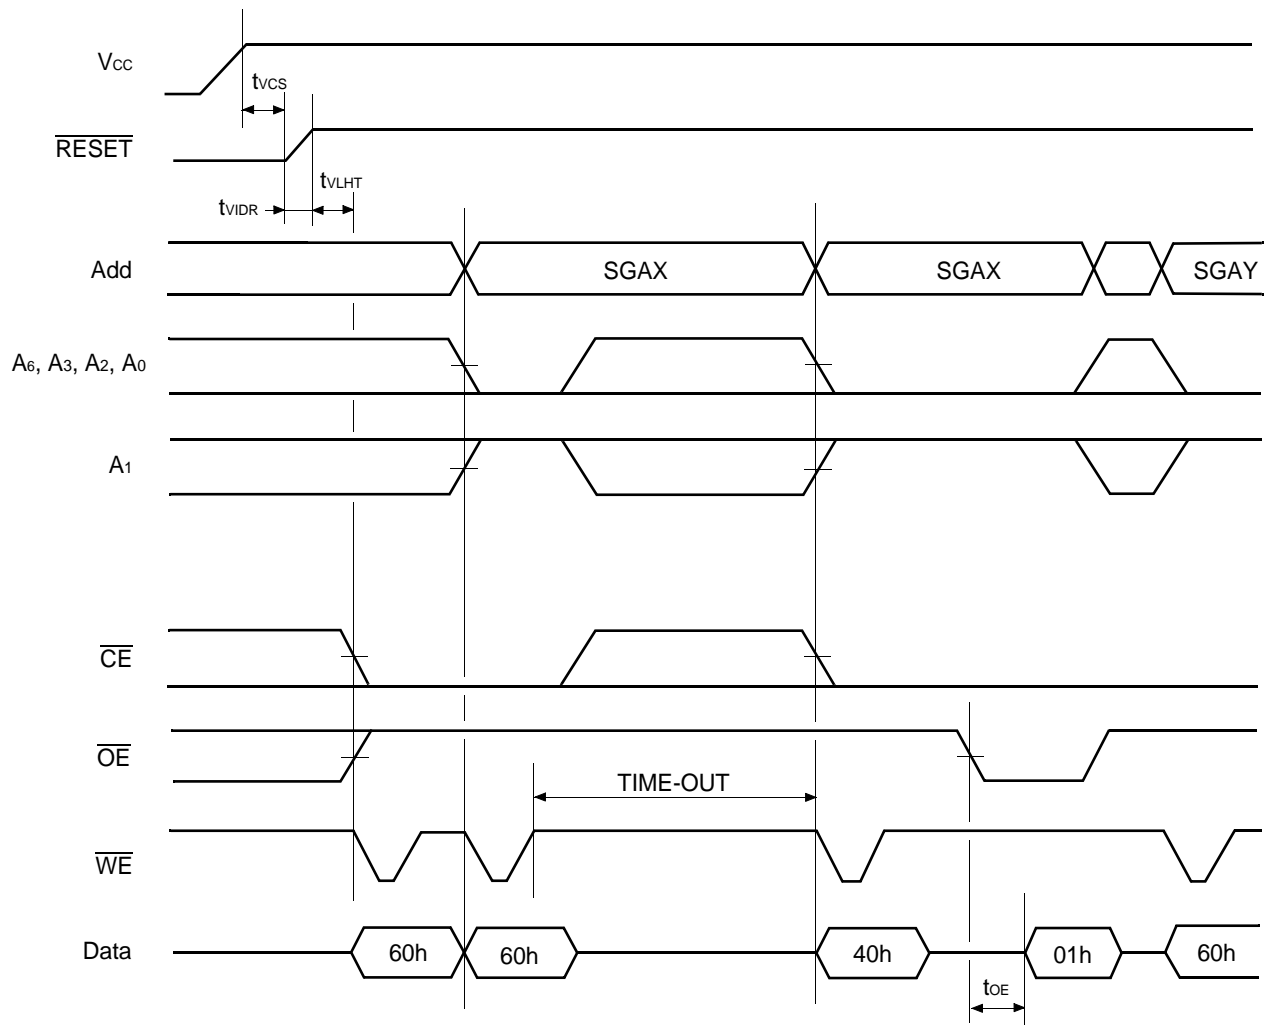 VCC
tVCS
RESET
tVLHT
tVIDR
Add
SGAX
SGAX
SGAY
A6, A3, A2, A0
A1
CE
OE
TIME-OUT
WE
Data
60h
60h
40h
01h
60h
tOE